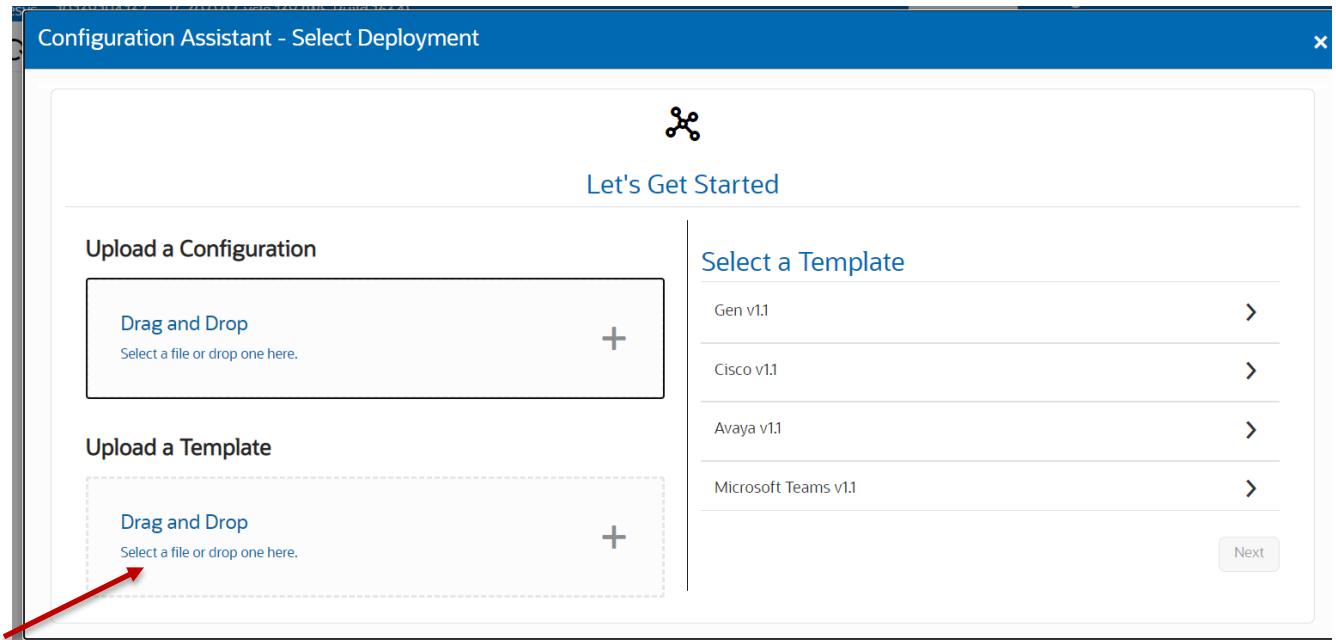 Configuration Assistant - Select Deployment
Let's Get Started
Upload a Configuration
Drag and Drop
Select a file or drop one here.
Upload a Template
Drag and Drop
Select a file or drop one here.
Select a Template
Gen v1.1
Cisco v1.1
Avaya v1.1
Microsoft Teams v1.1
Next